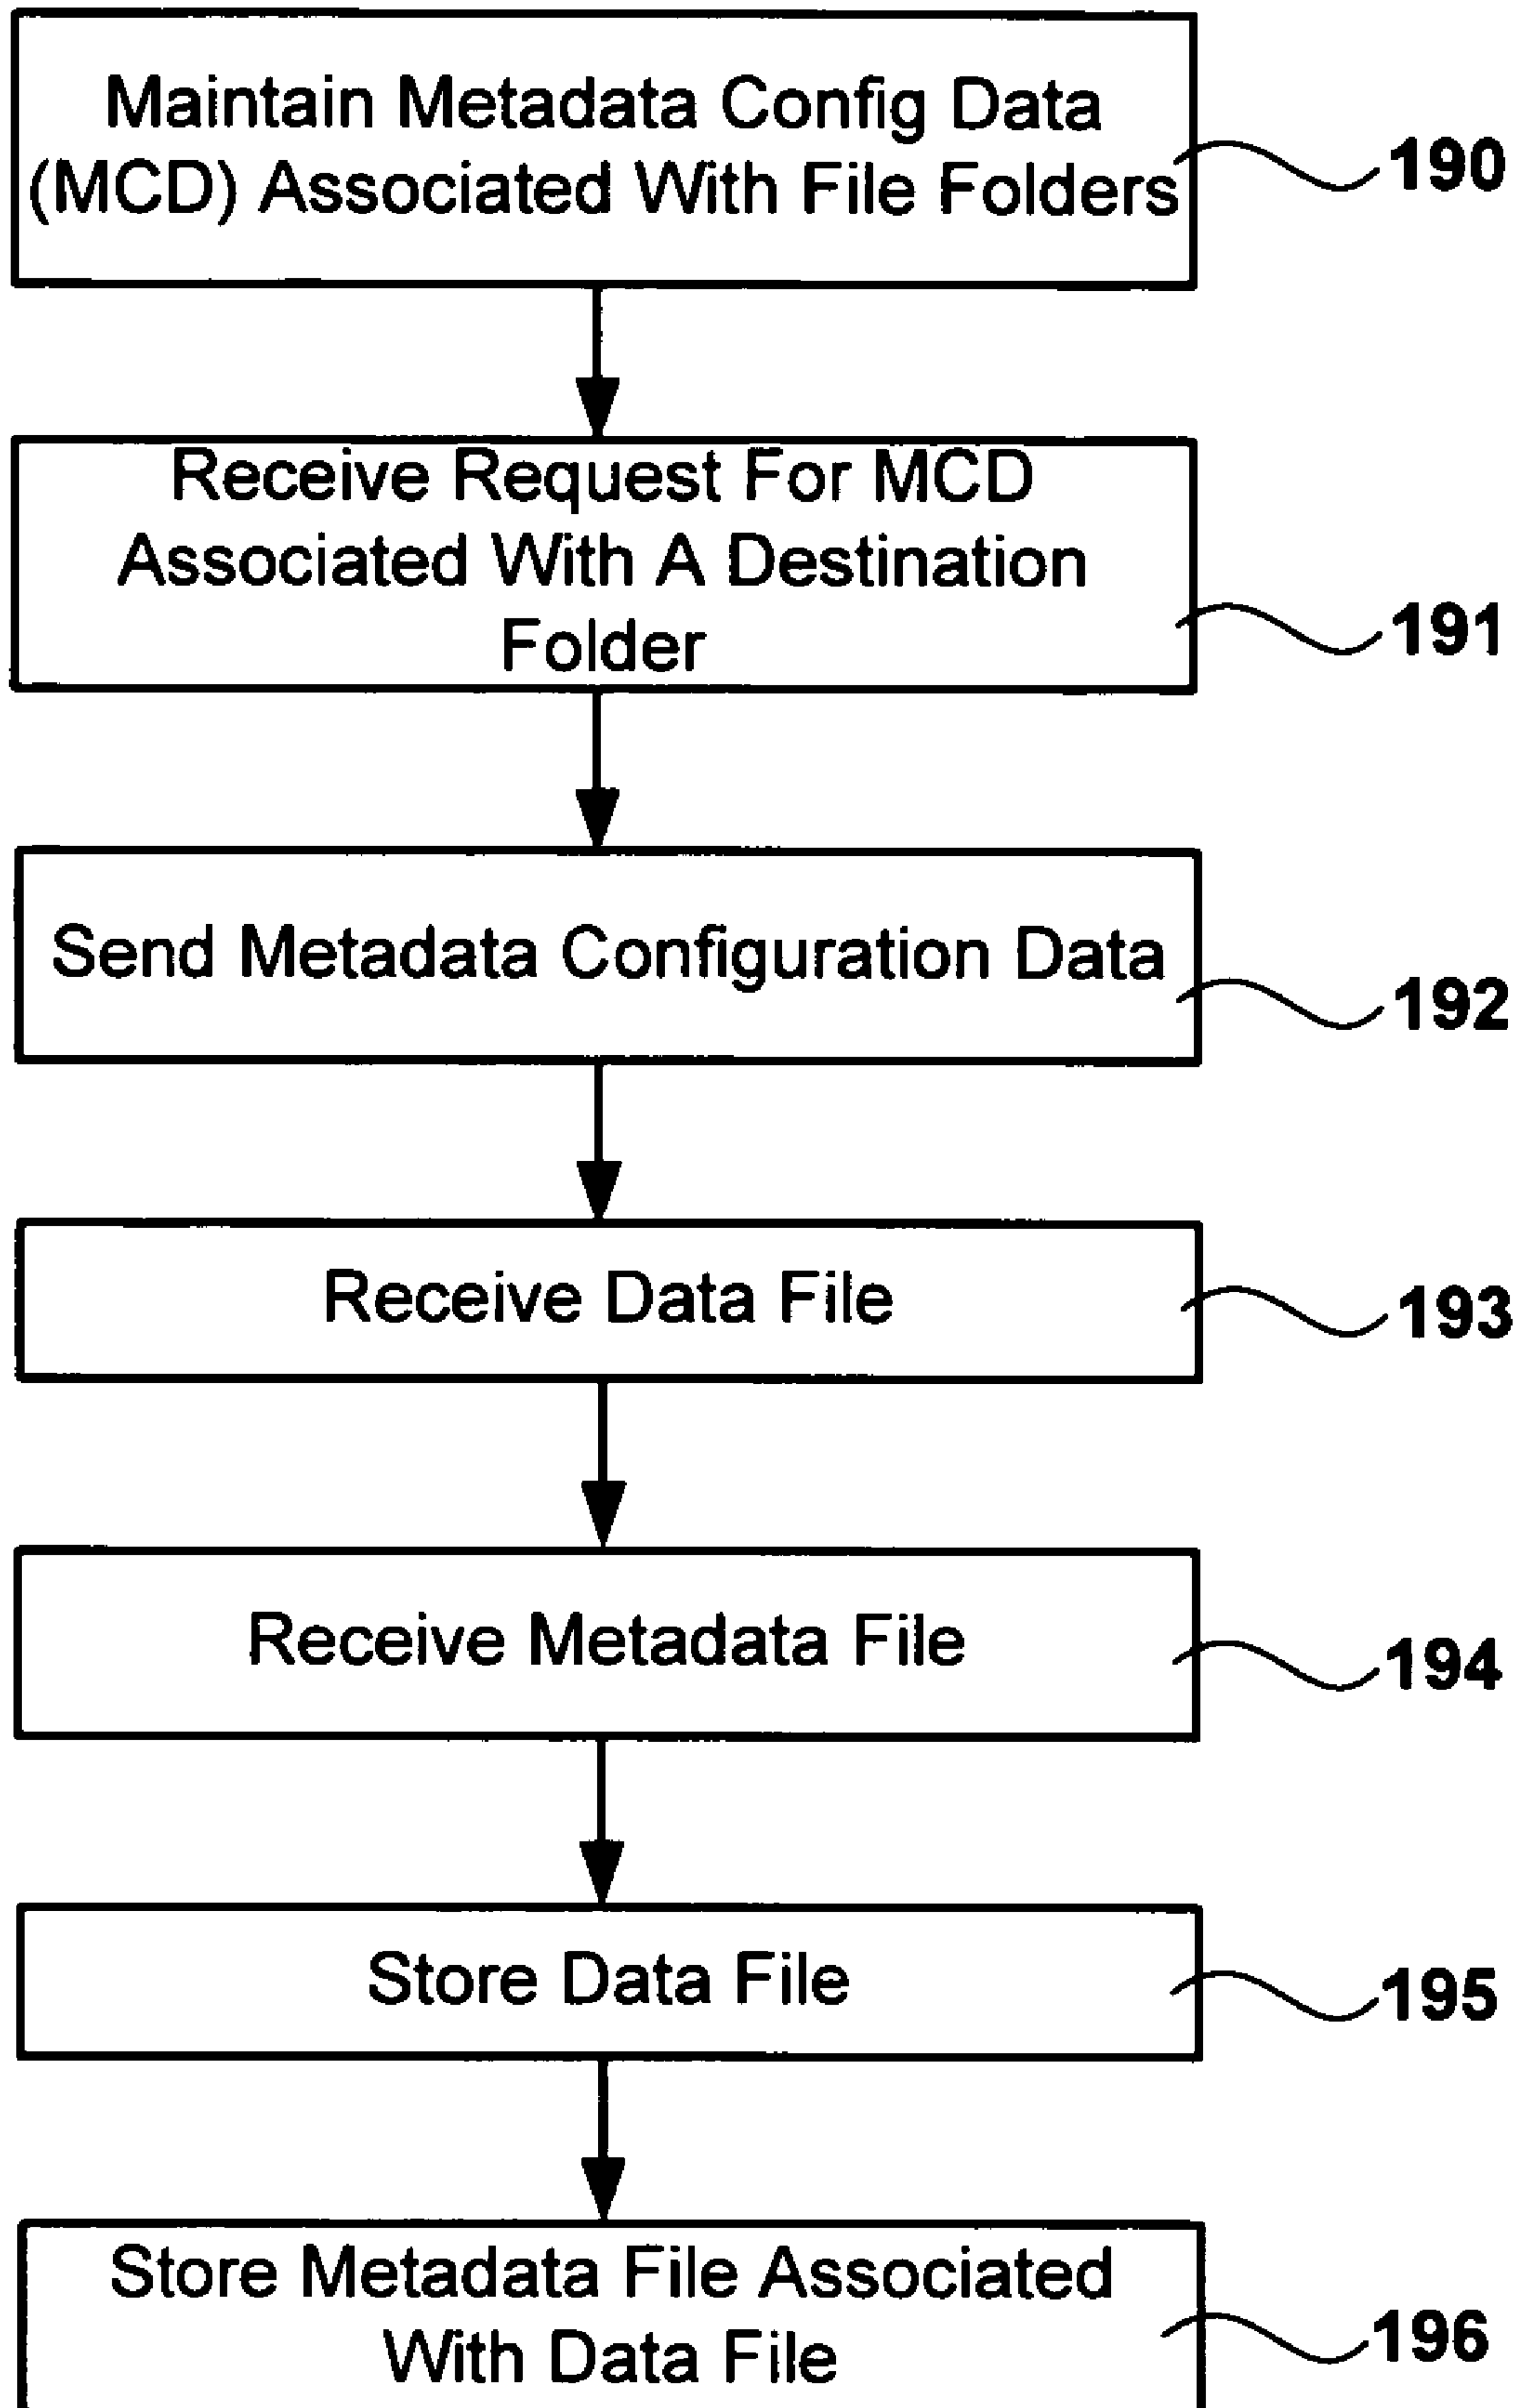 Maintain Metadata Config Data
(MCD) Associated With File Folders
190
Receive Request For MCD
Associated With A Destination
Folder
191
Send Metadata Configuration Data
192
Receive Data File
193
Receive Metadata File
194
Store Data File
195
Store Metadata File Associated
With Data File
196